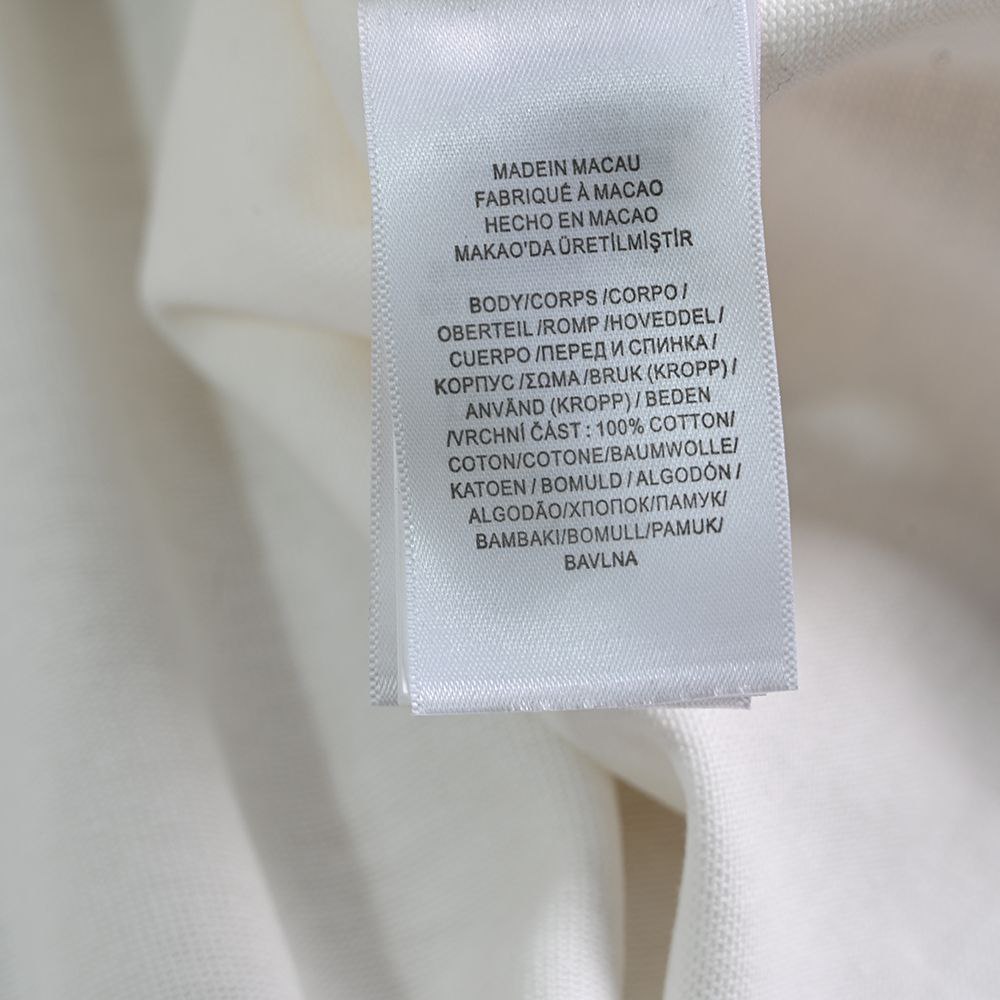 MADEIN MACAU
FABRIQUÉ À MACAO
HECHO EN MACAO
MAKAO'DA ÜRETİLMİŞTİR
BODY/CORPS /CORPO /
OBERTEIL /ROMP /HOVEDDEL /
CUERPO /ПЕРЕД И СПИНКА /
КОРПУС /ΣΩΜΑ /BRUK (KROPP) /
ANVÄND (KROPP) / BEDEN
/VRCHNÍ ČÁST : 100% COTTON/
COTON/COTONE/BAUMWOLLE/
KATOEN / BOMULD / ALGODÓN /
ALGODÃO/ХПОПОК/ПАМУК/
BAMBAKI/BOMULL/PAMUK/
BAVLNA